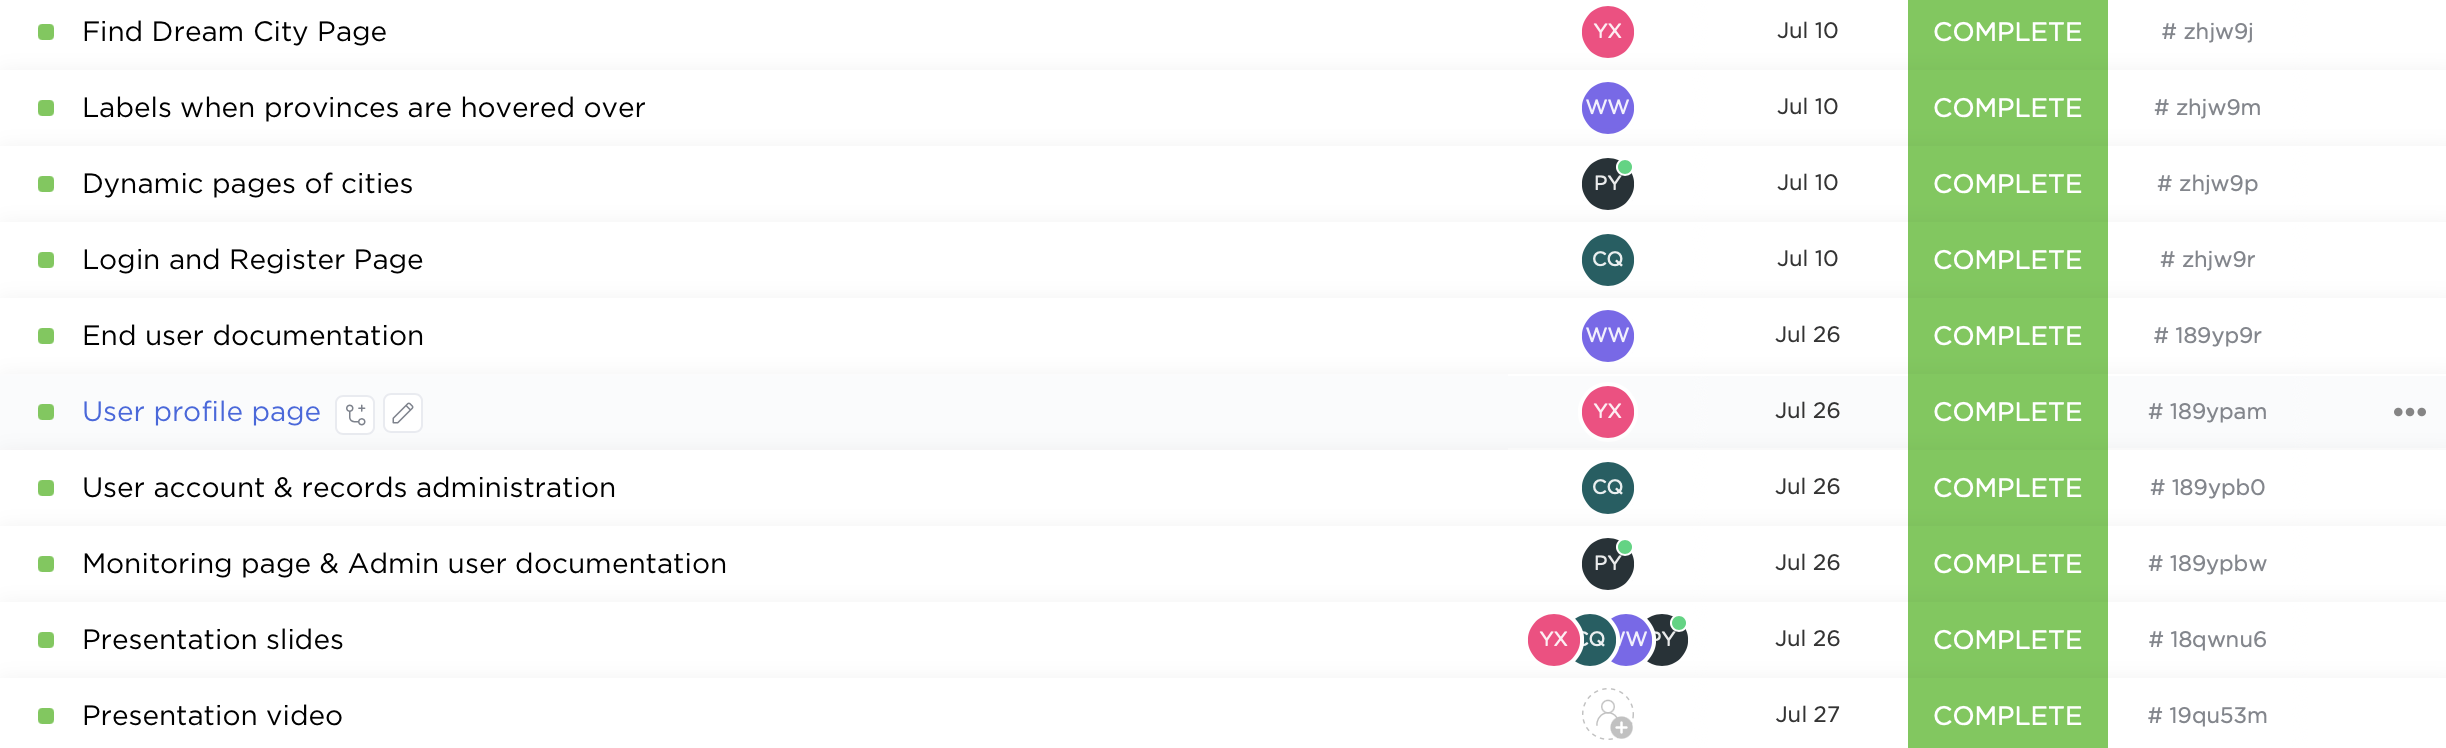 Find Dream City Page YX Jul 10 COMPLETE # zhjw9j
Labels when provinces are hovered over WW Jul 10 COMPLETE # zhjw9m
Dynamic pages of cities PY Jul 10 COMPLETE # zhjw9p
Login and Register Page CQ Jul 10 COMPLETE # zhjw9r
End user documentation WW Jul 26 COMPLETE # 189yp9r
User profile page YX Jul 26 COMPLETE # 189ypam
User account & records administration CQ Jul 26 COMPLETE # 189ypb0
Monitoring page & Admin user documentation PY Jul 26 COMPLETE # 189ypbw
Presentation slides YX CQ WW PY Jul 26 COMPLETE # 18qwnu6
Presentation video Jul 27 COMPLETE # 19qu53m